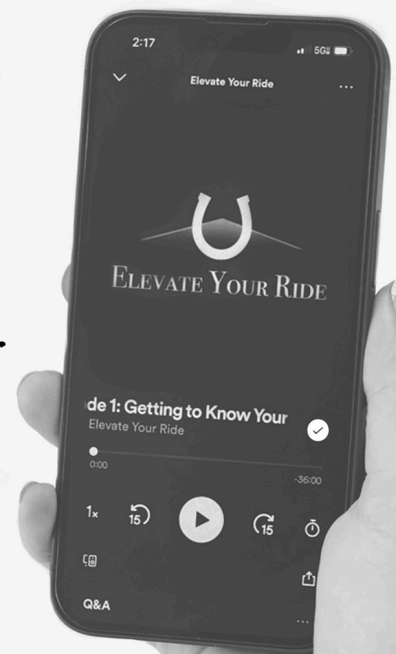 2:17
5G
Elevate Your Ride
ELEVATE YOUR RIDE
de 1: Getting to Know Your
Elevate Your Ride
0:00
-36:00
1x
15
15
Q&A